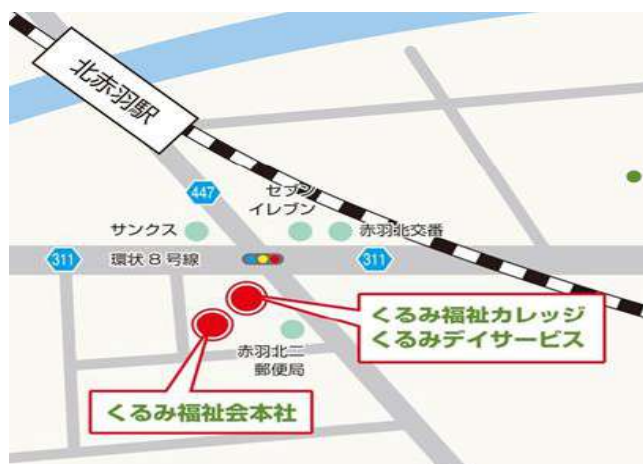 北赤羽駅
447
セブン
イレブン
サンクス
赤羽北交番
311
環状8号線
311
くるみ福祉カレッジ
くるみデイサービス
赤羽北二
郵便局
くるみ福祉会本社